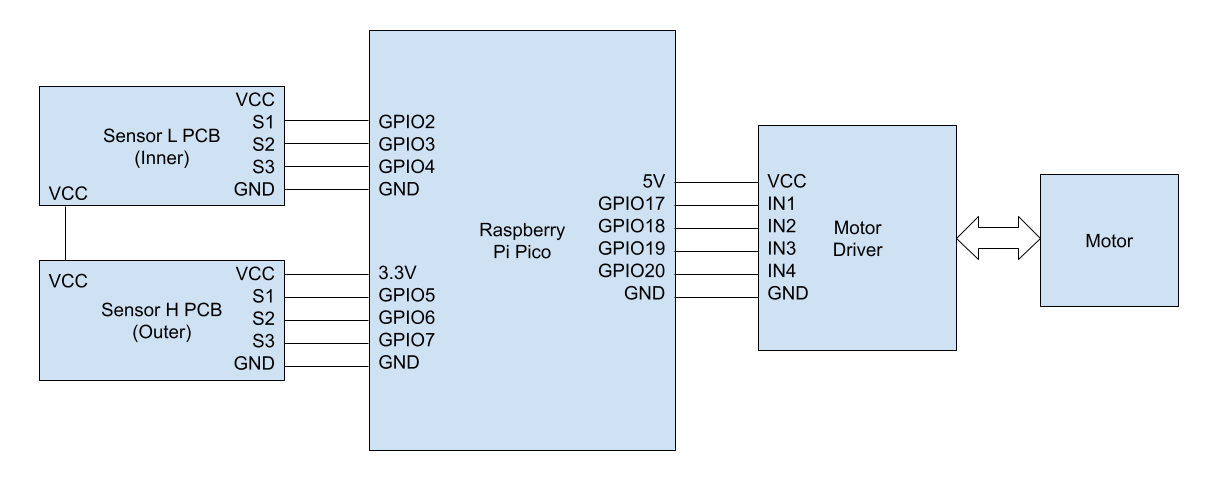 VCC
Sensor L PCB
(Inner)
S1
S2
S3
GND
VCC
VCC
Sensor H PCB
(Outer)
VCC
S1
S2
S3
GND
GPIO2
GPIO3
GPIO4
GND
3.3V
GPIO5
GPIO6
GPIO7
GND
Raspberry
Pi Pico
5V
GPIO17
GPIO18
GPIO19
GPIO20
GND
VCC
IN1
IN2
IN3
IN4
GND
Motor
Driver
Motor